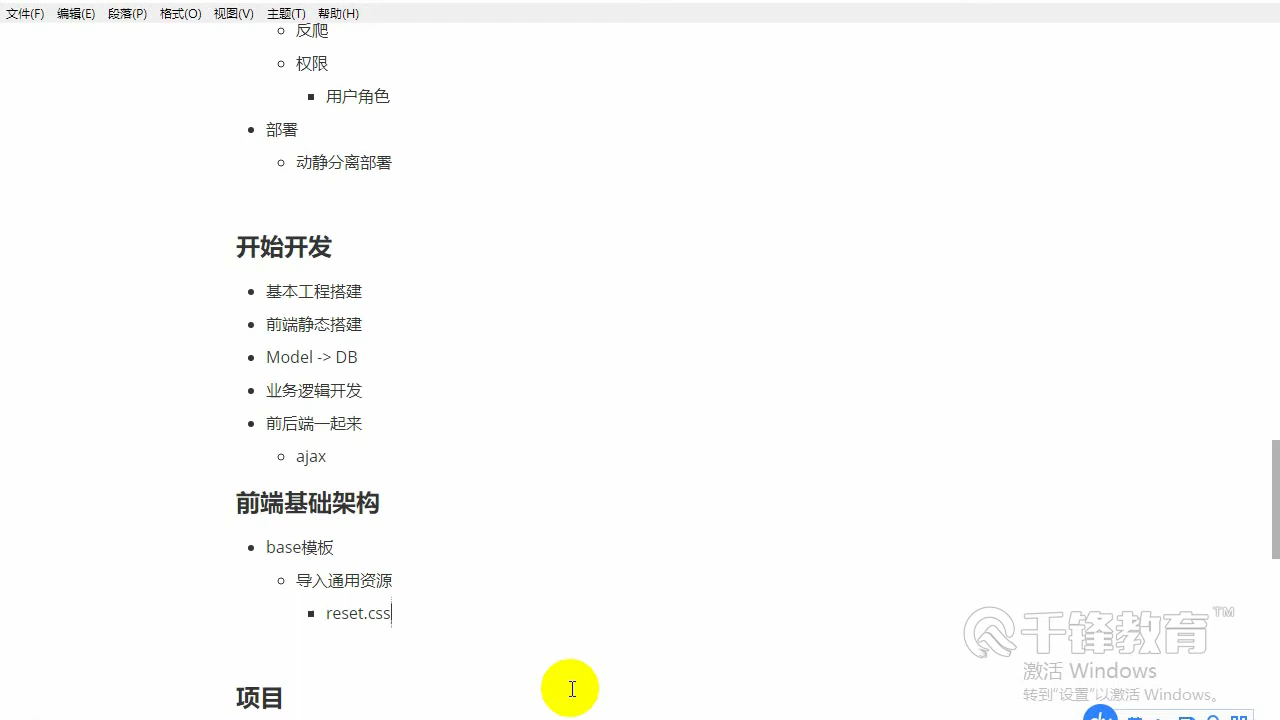 文件(F) 编辑(E) 段落(P) 格式(O) 视图(V) 主题(T) 帮助(H)
反爬
权限
用户角色
部署
动静分离部署
开始开发
基本工程搭建
前端静态搭建
Model -> DB
业务逻辑开发
前后端一起来
ajax
前端基础架构
base模板
导入通用资源
reset.css
千锋教育™
激活 Windows
转到“设置”以激活 Windows。
项目